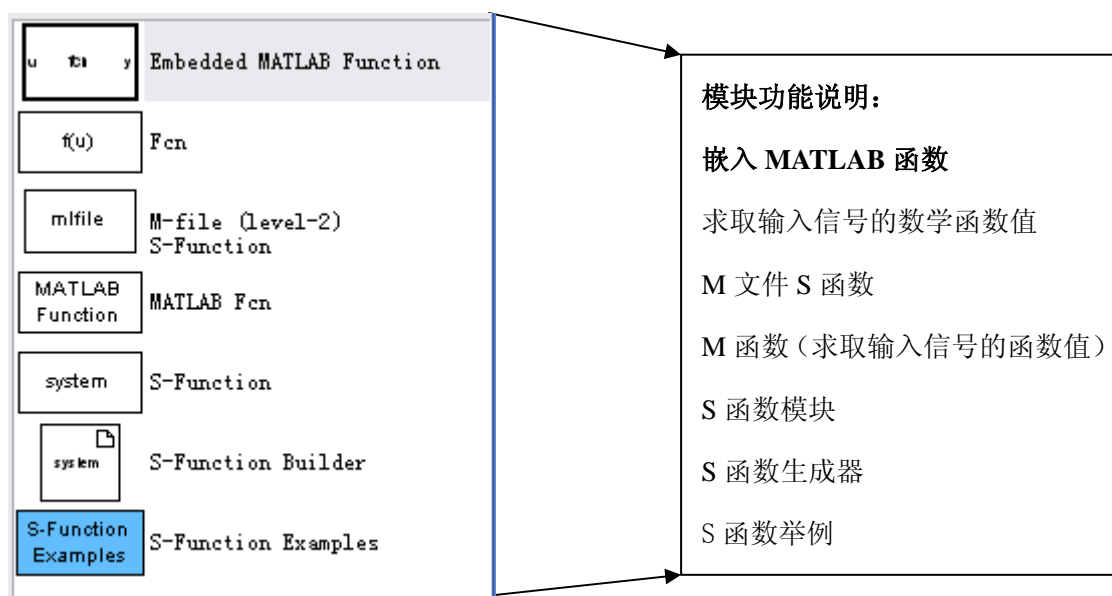 u fcn y Embedded MATLAB Function
f(u) Fcn
mlfile M-file (level-2)
S-Function
MATLAB
Function MATLAB Fcn
system S-Function
system S-Function Builder
S-Function
Examples S-Function Examples
模块功能说明：
嵌入 MATLAB 函数
求取输入信号的数学函数值
M 文件 S 函数
M 函数（求取输入信号的函数值）
S 函数模块
S 函数生成器
S 函数举例